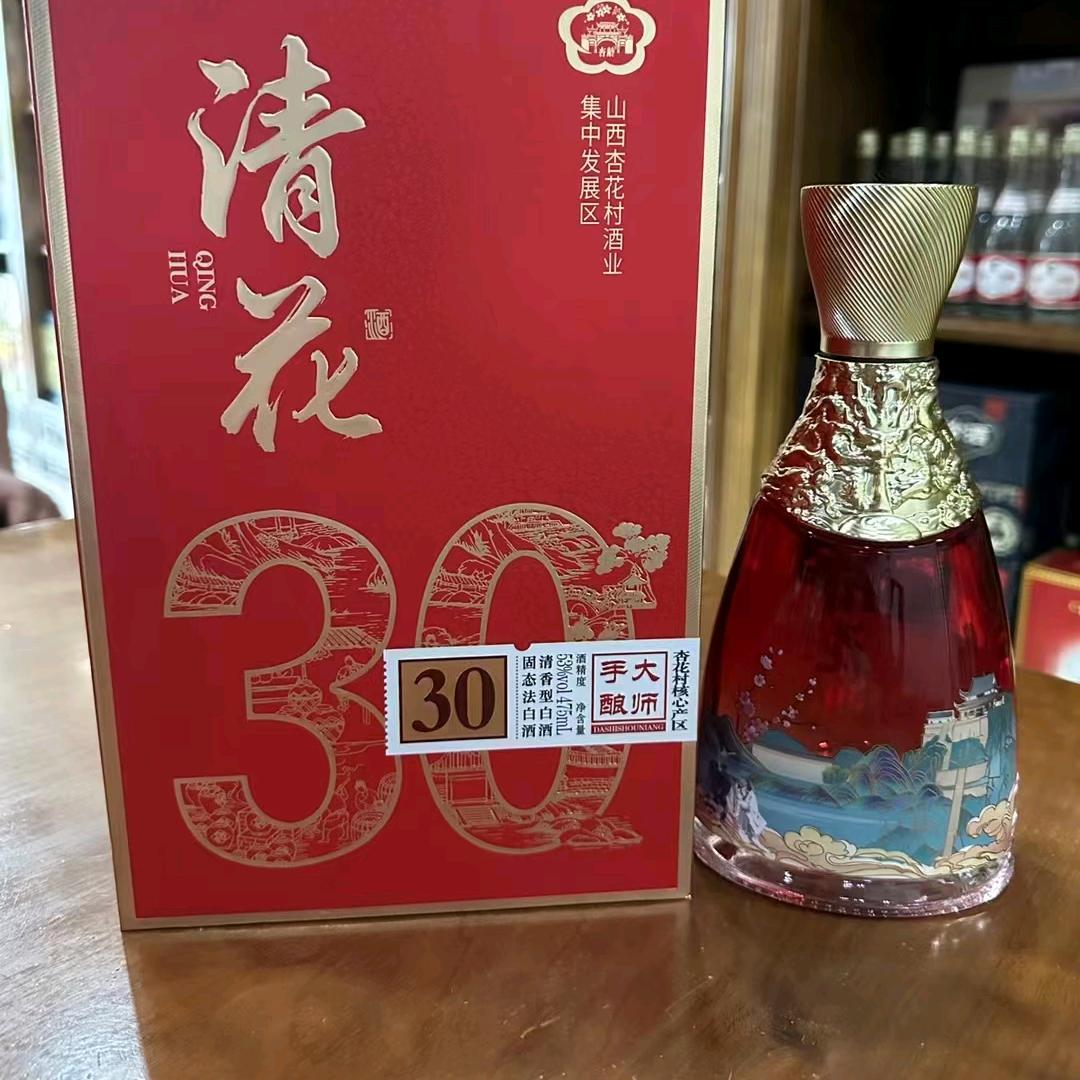 杏龄
山西杏花村酒业
集中发展区
清花
QING
HUA
酒
30
30
固态法白酒
清香型白酒
53%vol 475mL
酒精度 净含量
大师
手酿
DASHISHOUNIANG
杏花村核心产区